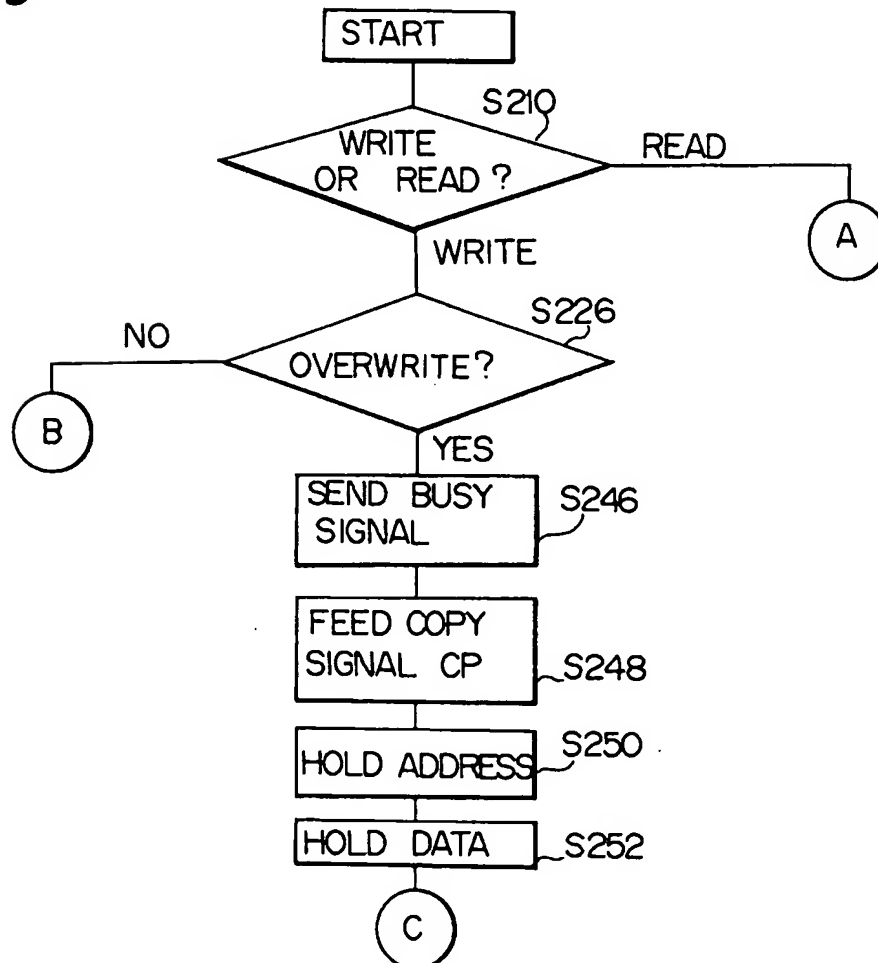 START
S210
WRITE
OR READ?
READ
A
WRITE
S226
NO
OVERWRITE?
B
YES
SEND BUSY
SIGNAL
S246
FEED COPY
SIGNAL CP
S248
HOLD ADDRESS
S250
HOLD DATA
S252
C